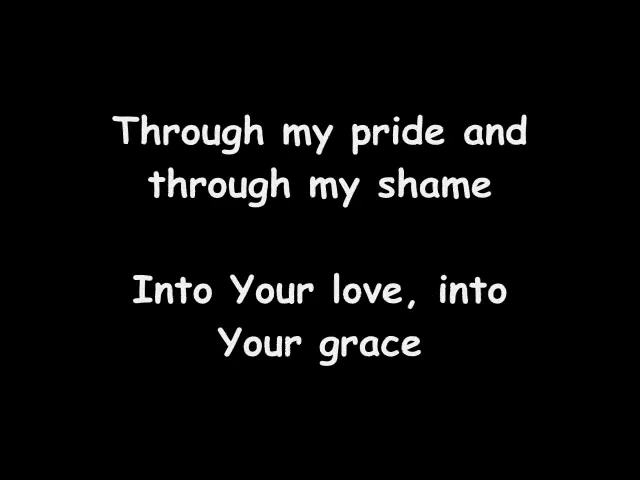 Through my pride and
through my shame
Into Your love, into
Your grace